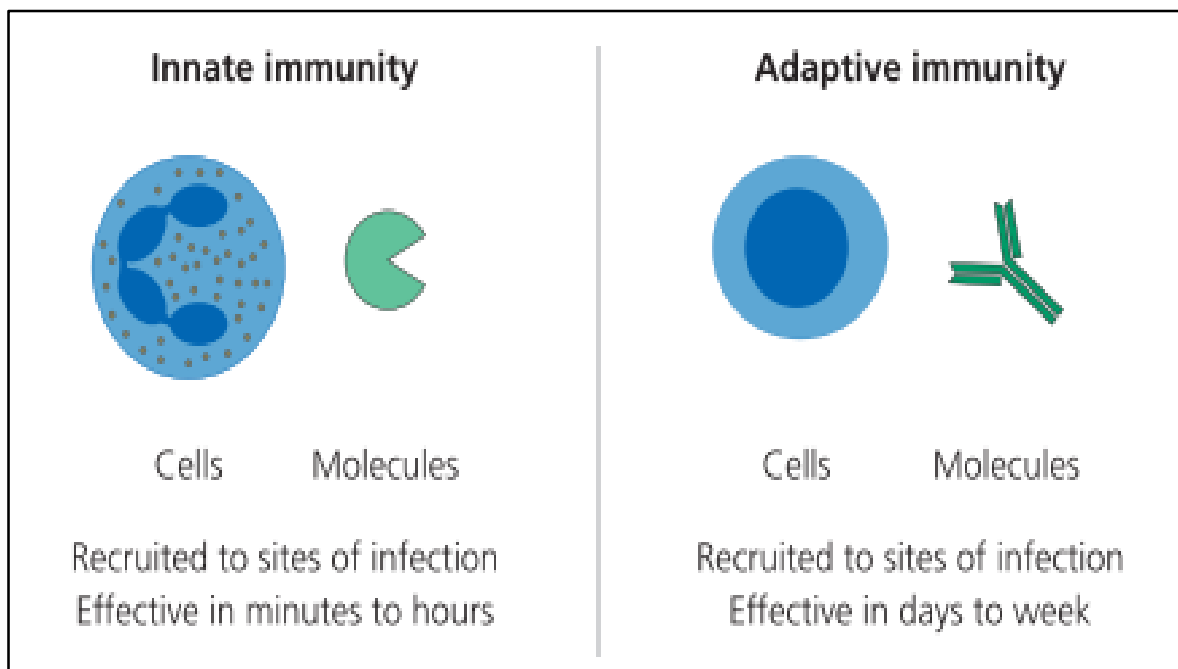 Innate immunity
Cells Molecules
Recruited to sites of infection
Effective in minutes to hours
Adaptive immunity
Cells Molecules
Recruited to sites of infection
Effective in days to week